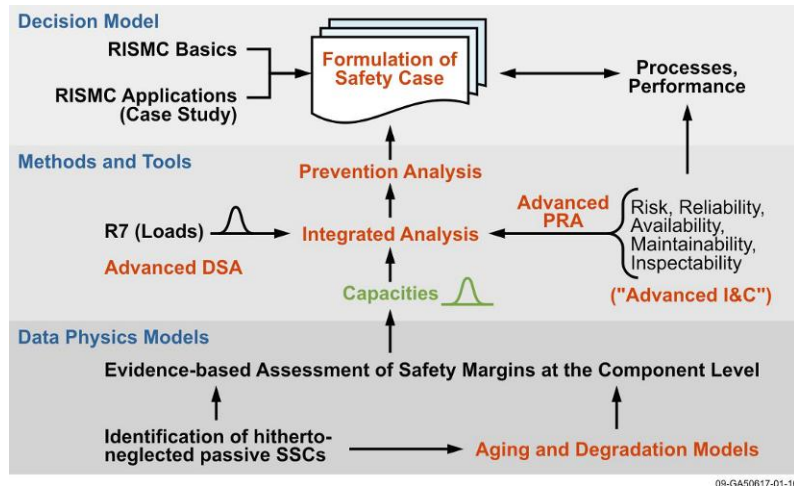 Decision Model
RISMC Basics
RISMC Applications
(Case Study)
Formulation of
Safety Case
Processes,
Performance
Methods and Tools
Prevention Analysis
R7 (Loads)
Advanced DSA
Integrated Analysis
Advanced
PRA
Risk, Reliability,
Availability,
Maintainability,
Inspectability
("Advanced I&C")
Capacities
Data Physics Models
Evidence-based Assessment of Safety Margins at the Component Level
Identification of hitherto-
neglected passive SSCs
Aging and Degradation Models